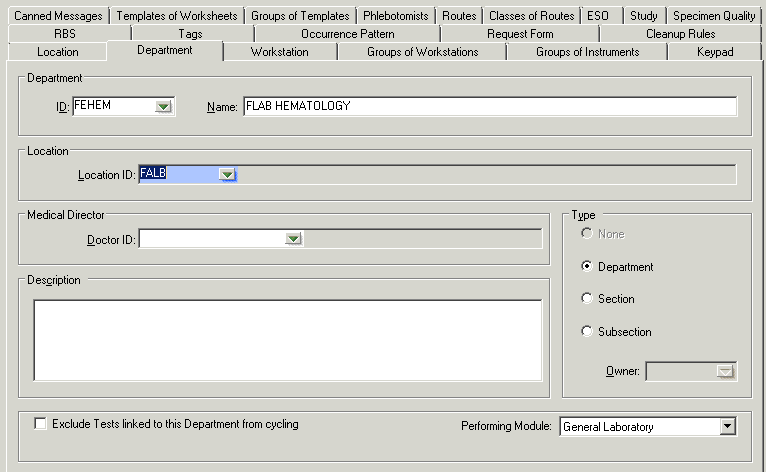 Canned Messages Templates of Worksheets Groups of Templates Phlebotomists Routes Classes of Routes ESO Study Specimen Quality
RBS Tags Occurrence Pattern Request Form Cleanup Rules
Location Department Workstation Groups of Workstations Groups of Instruments Keypad
Department
ID: FEHEM Name: FLAB HEMATOLOGY
Location
Location ID: FALB
Medical Director Type
Doctor ID: None
Department
Description
Section
Subsection
Owner:
Exclude Tests linked to this Department from cycling Performing Module: General Laboratory